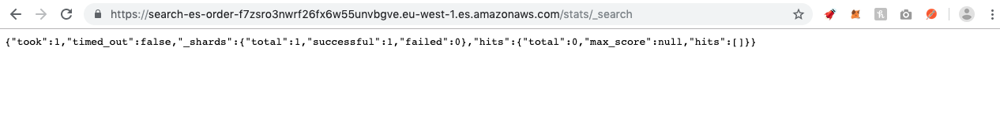 https://search-es-order-f7zsro3nwrf26fx6w55unvbgve.eu-west-1.es.amazonaws.com/stats/_search
{"took":1,"timed_out":false,"_shards":{"total":1,"successful":1,"failed":0},"hits":{"total":0,"max_score":null,"hits":[]}}